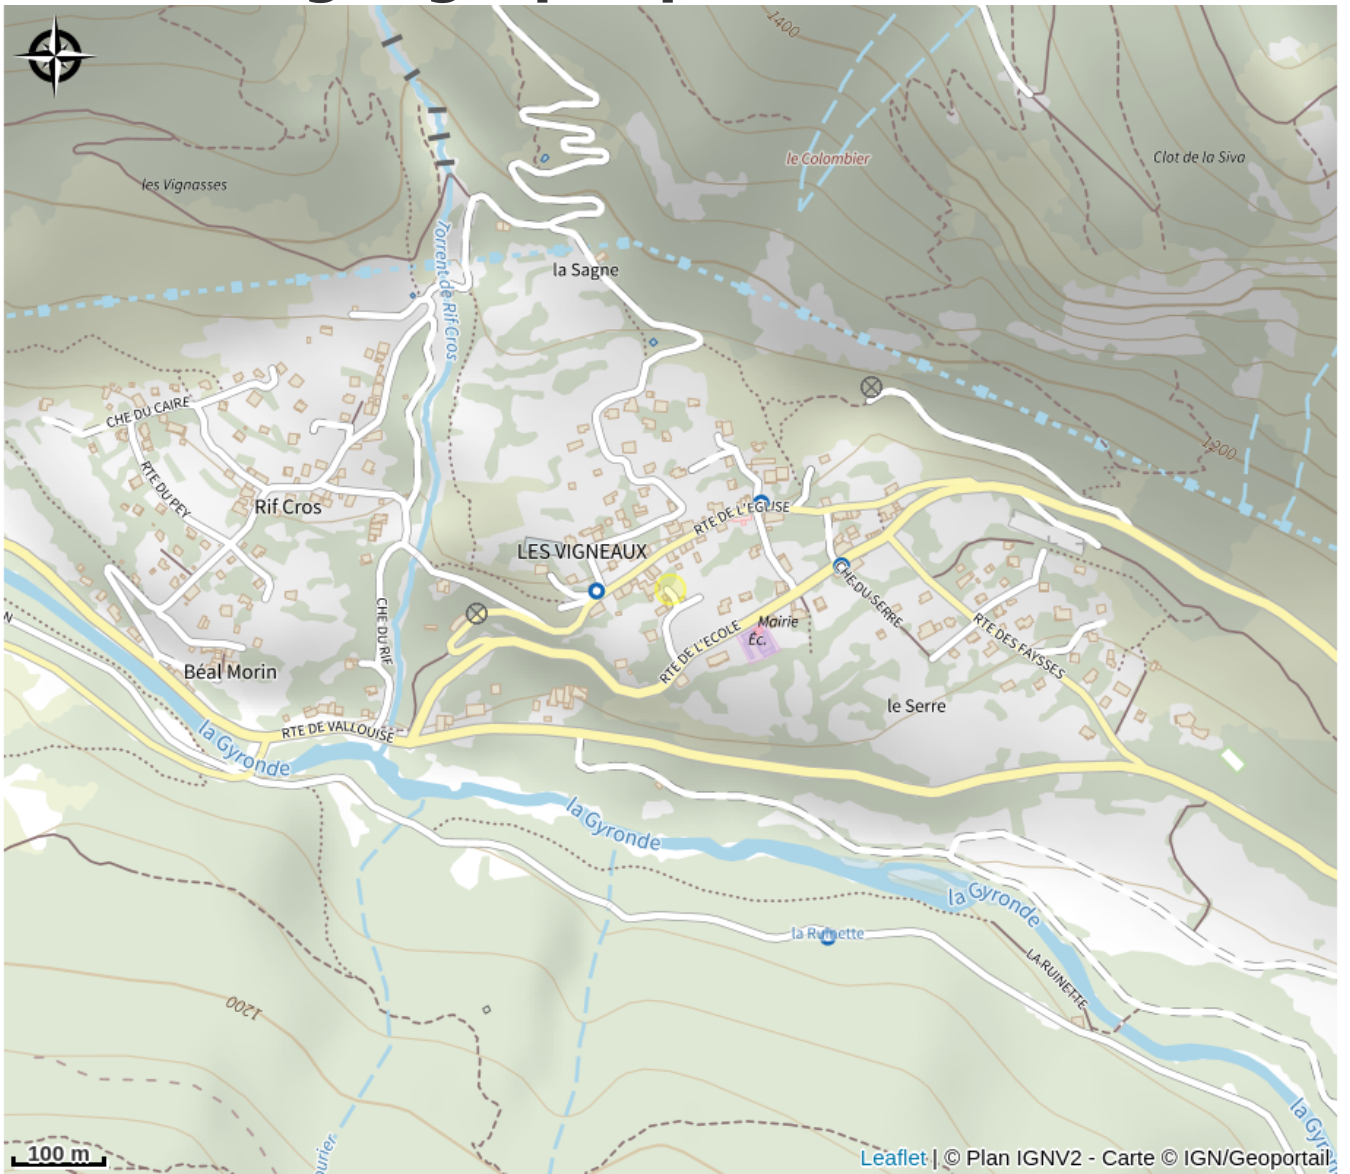 1400
le Colombier
Clot de la Siva
les Vignasses
Torrent de Rif Cros
la Sagne
CHE DU CAIRE
1200
RTE DU PEY
Rif Cros
RTE DE L'EGLISE
LES VIGNEAUX
CHE DU SERRE
CHE DU RIF
Mairie
Éc.
RTE DE L'ECOLE
RTE DES FAYSSES
Béal Morin
le Serre
N
RTE DE VALLOUISE
la Gyronde
la Gyronde
la Gyronde
la Ruinette
LA RUINETTE
1200
la Gyr
ourier
100 m
Leaflet | © Plan IGNV2 - Carte © IGN/Geoportail